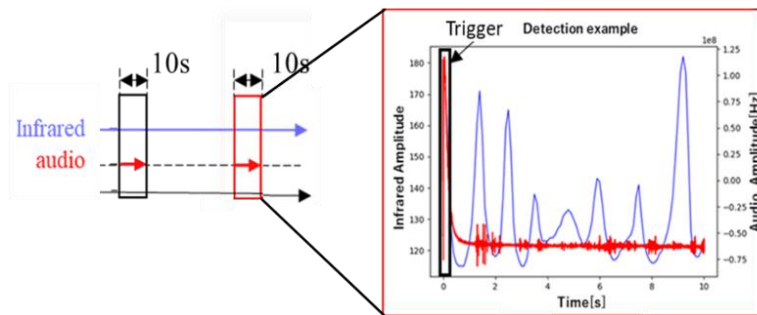 10s
10s
Infrared
audio
Trigger
Detection example
1e8
180
170
160
150
140
130
120
Infrared Amplitude
1.25
1.00
0.75
0.50
0.25
0.00
-0.25
-0.50
-0.75
Audio_Amplitude[Hz]
0
2
4
6
8
10
Time[s]